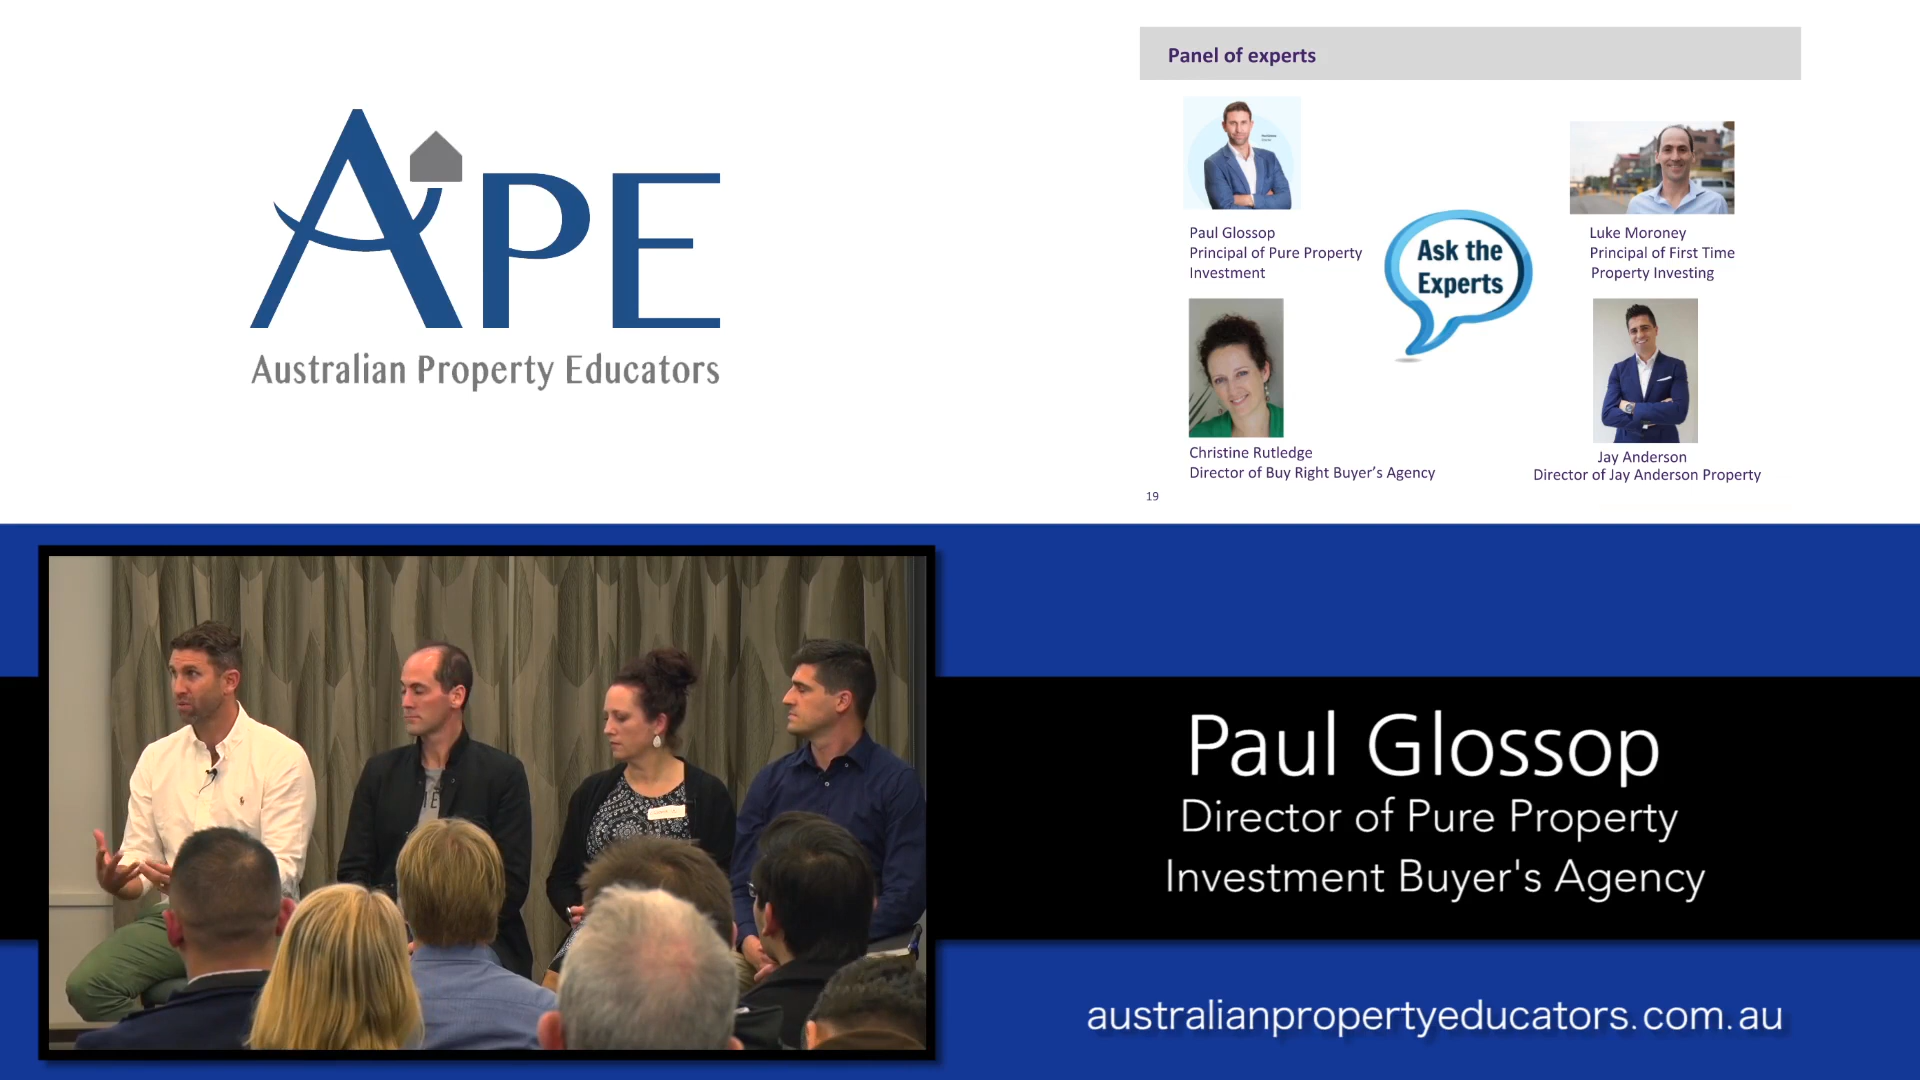 APE
Australian Property Educators
Panel of experts
Paul Glossop
Principal of Pure Property
Investment
Luke Moroney
Principal of First Time
Property Investing
Ask the
Experts
Christine Rutledge
Director of Buy Right Buyer's Agency
Jay Anderson
Director of Jay Anderson Property
19
Paul Glossop
Director of Pure Property
Investment Buyer's Agency
australianpropertyeducators.com.au